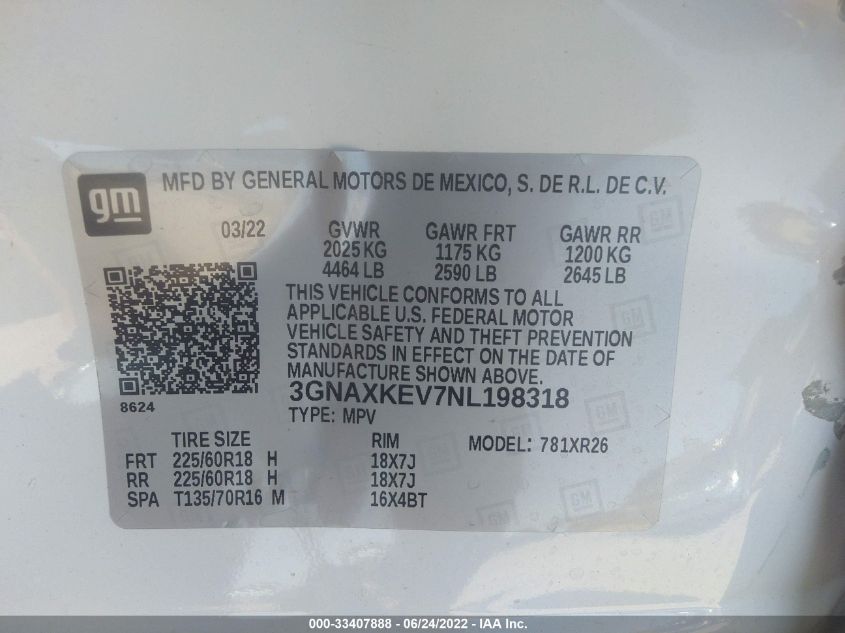 gm
MFD BY GENERAL MOTORS DE MEXICO, S. DE R.L. DE C.V.
03/22 GVWR GAWR FRT GAWR RR
2025 KG 1175 KG 1200 KG
4464 LB 2590 LB 2645 LB
THIS VEHICLE CONFORMS TO ALL
APPLICABLE U.S. FEDERAL MOTOR
VEHICLE SAFETY AND THEFT PREVENTION
STANDARDS IN EFFECT ON THE DATE OF
MANUFACTURE SHOWN ABOVE.
3GNAXKEV7NL198318
8624
TYPE: MPV
TIRE SIZE RIM MODEL: 781XR26
FRT 225/60R18 H 18X7J
RR 225/60R18 H 18X7J
SPA T135/70R16 M 16X4BT
000-33407888 - 06/24/2022 - IAA Inc.